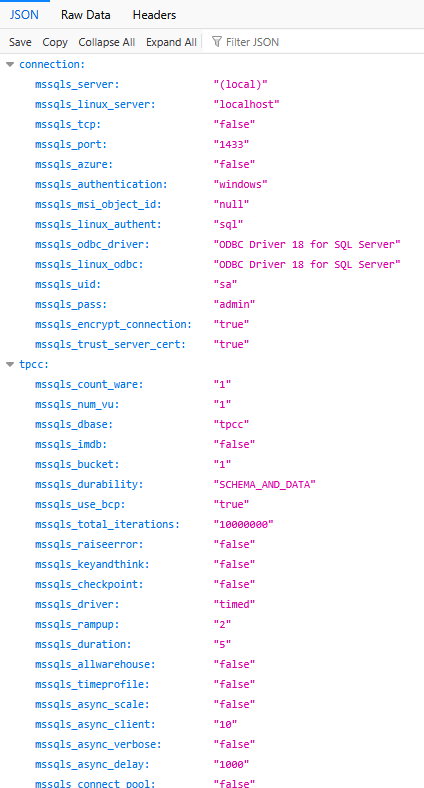 JSON Raw Data Headers
Save Copy Collapse All Expand All Filter JSON
connection:
mssqls_server: "(local)"
mssqls_linux_server: "localhost"
mssqls_tcp: "false"
mssqls_port: "1433"
mssqls_azure: "false"
mssqls_authentication: "windows"
mssqls_msi_object_id: "null"
mssqls_linux_authent: "sql"
mssqls_odbc_driver: "ODBC Driver 18 for SQL Server"
mssqls_linux_odbc: "ODBC Driver 18 for SQL Server"
mssqls_uid: "sa"
mssqls_pass: "admin"
mssqls_encrypt_connection: "true"
mssqls_trust_server_cert: "true"
tpcc:
mssqls_count_ware: "1"
mssqls_num_vu: "1"
mssqls_dbase: "tpcc"
mssqls_imdb: "false"
mssqls_bucket: "1"
mssqls_durability: "SCHEMA_AND_DATA"
mssqls_use_bcp: "true"
mssqls_total_iterations: "10000000"
mssqls_raiseerror: "false"
mssqls_keyandthink: "false"
mssqls_checkpoint: "false"
mssqls_driver: "timed"
mssqls_rampup: "2"
mssqls_duration: "5"
mssqls_allwarehouse: "false"
mssqls_timeprofile: "false"
mssqls_async_scale: "false"
mssqls_async_client: "10"
mssqls_async_verbose: "false"
mssqls_async_delay: "1000"
mssqls_connect_pool: "false"